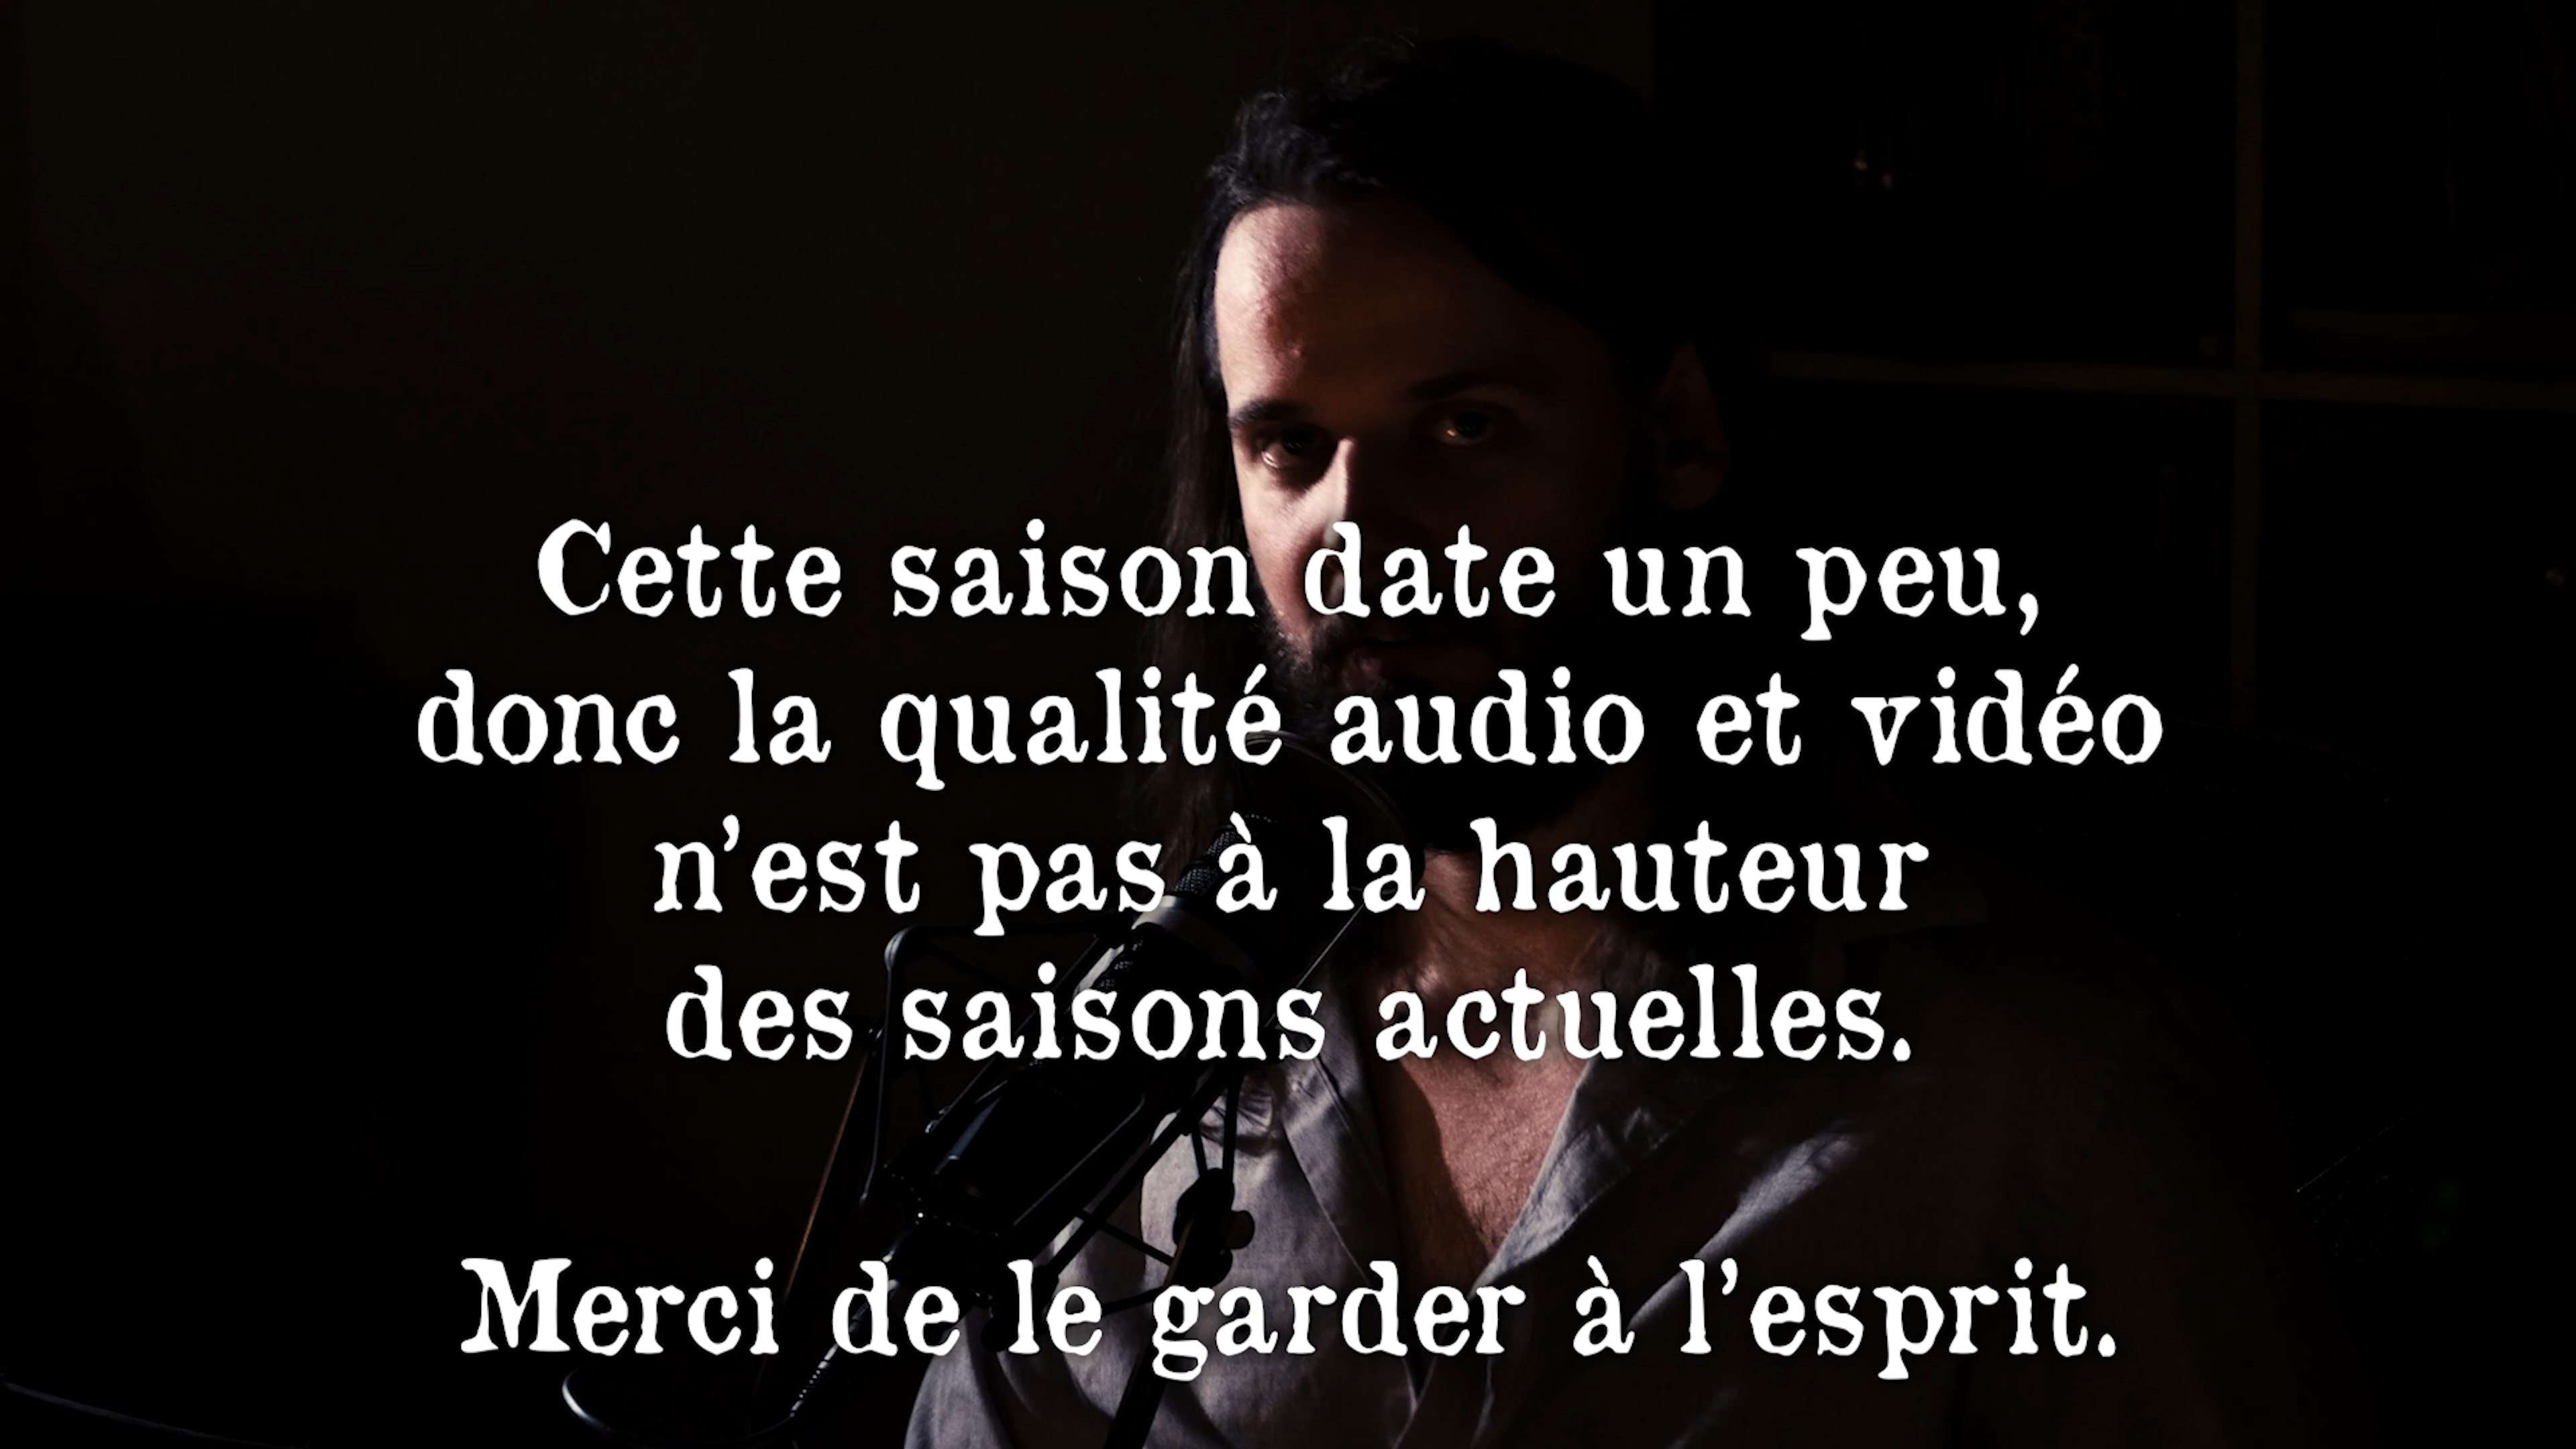 Cette saison date un peu,
donc la qualité audio et vidéo
n’est pas à la hauteur
des saisons actuelles.
Merci de le garder à l’esprit.